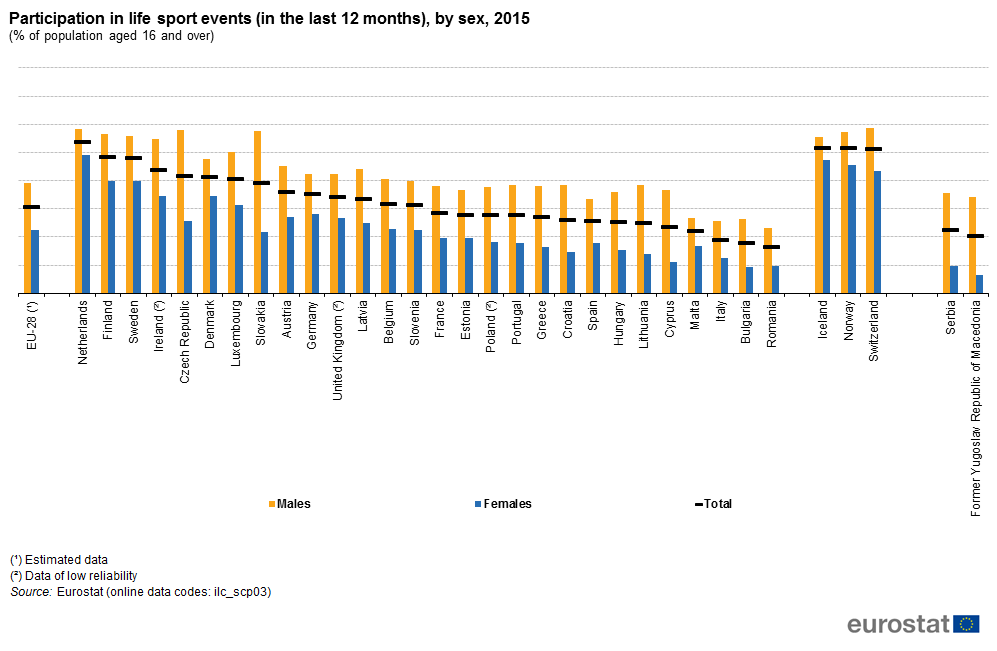 Participation in life sport events (in the last 12 months), by sex, 2015
(% of population aged 16 and over)
EU-28 (¹)
Netherlands
Finland
Sweden
Ireland (²)
Czech Republic
Denmark
Luxembourg
Slovakia
Austria
Germany
United Kingdom (²)
Latvia
Belgium
Slovenia
France
Estonia
Poland (²)
Portugal
Greece
Croatia
Spain
Hungary
Lithuania
Cyprus
Malta
Italy
Bulgaria
Romania
Iceland
Norway
Switzerland
Serbia
Former Yugoslav Republic of Macedonia
Males
Females
Total
(¹) Estimated data
(²) Data of low reliability
Source: Eurostat (online data codes: ilc_scp03)
eurostat